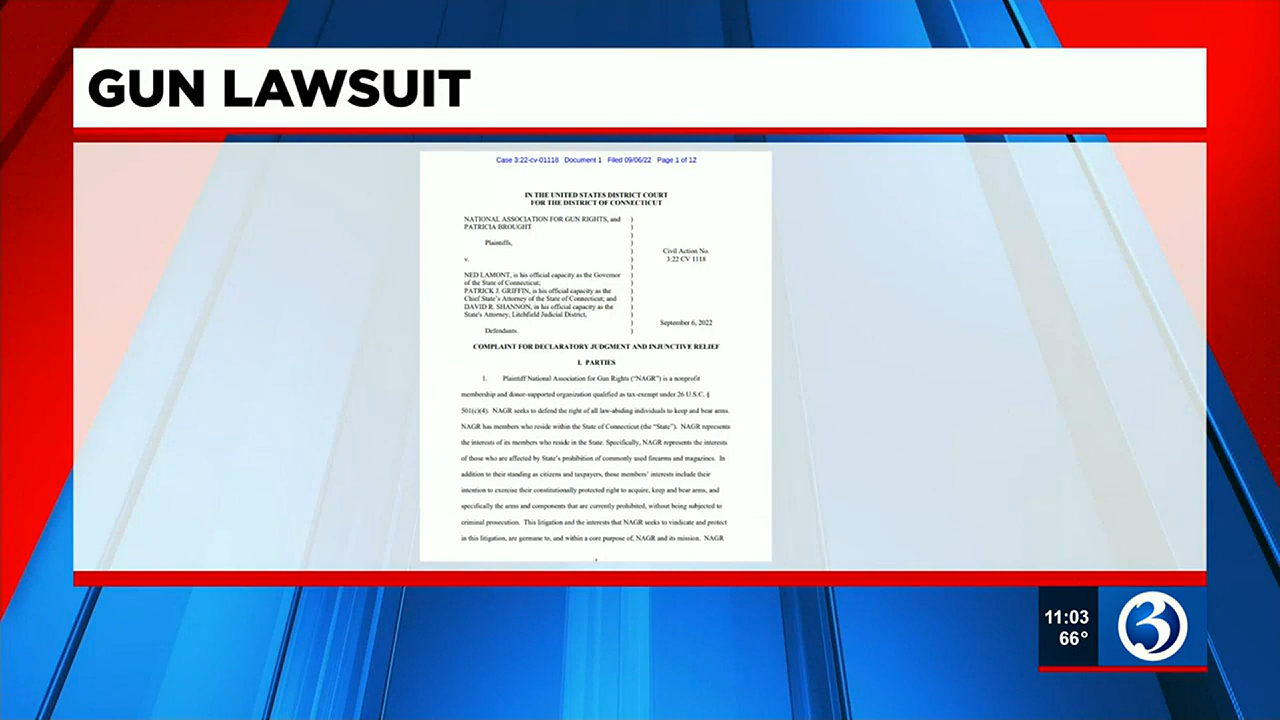 GUN LAWSUIT
Case 3:22-cv-01118 Document 1 Filed 09/06/22 Page 1 of 12
IN THE UNITED STATES DISTRICT COURT
FOR THE DISTRICT OF CONNECTICUT
NATIONAL ASSOCIATION FOR GUN RIGHTS, and )
PATRICIA BROUGHT )
)
Plaintiffs, )
) Civil Action No.
v. ) 3:22 CV 1118
)
NED LAMONT, is his official capacity as the Governor )
of the State of Connecticut; )
PATRICK J. GRIFFIN, is his official capacity as the )
Chief State's Attorney of the State of Connecticut; and )
DAVID R. SHANNON, in his official capacity as the )
State's Attorney, Litchfield Judicial District, )
) September 6, 2022
Defendants. )
COMPLAINT FOR DECLARATORY JUDGMENT AND INJUNCTIVE RELIEF
I. PARTIES
1. Plaintiff National Association for Gun Rights ("NAGR") is a nonprofit
membership and donor-supported organization qualified as tax-exempt under 26 U.S.C. §
501(c)(4). NAGR seeks to defend the right of all law-abiding individuals to keep and bear arms.
NAGR has members who reside within the State of Connecticut (the "State"). NAGR represents
the interests of its members who reside in the State. Specifically, NAGR represents the interests
of those who are affected by State's prohibition of commonly used firearms and magazines. In
addition to their standing as citizens and taxpayers, those members' interests include their
intention to exercise their constitutionally protected right to acquire, keep and bear arms, and
specifically the arms and components that are currently prohibited, without being subjected to
criminal prosecution. This litigation and the interests that NAGR seeks to vindicate and protect
in this litigation, are germane to, and within a core purpose of, NAGR and its mission. NAGR
11:03
66°
3